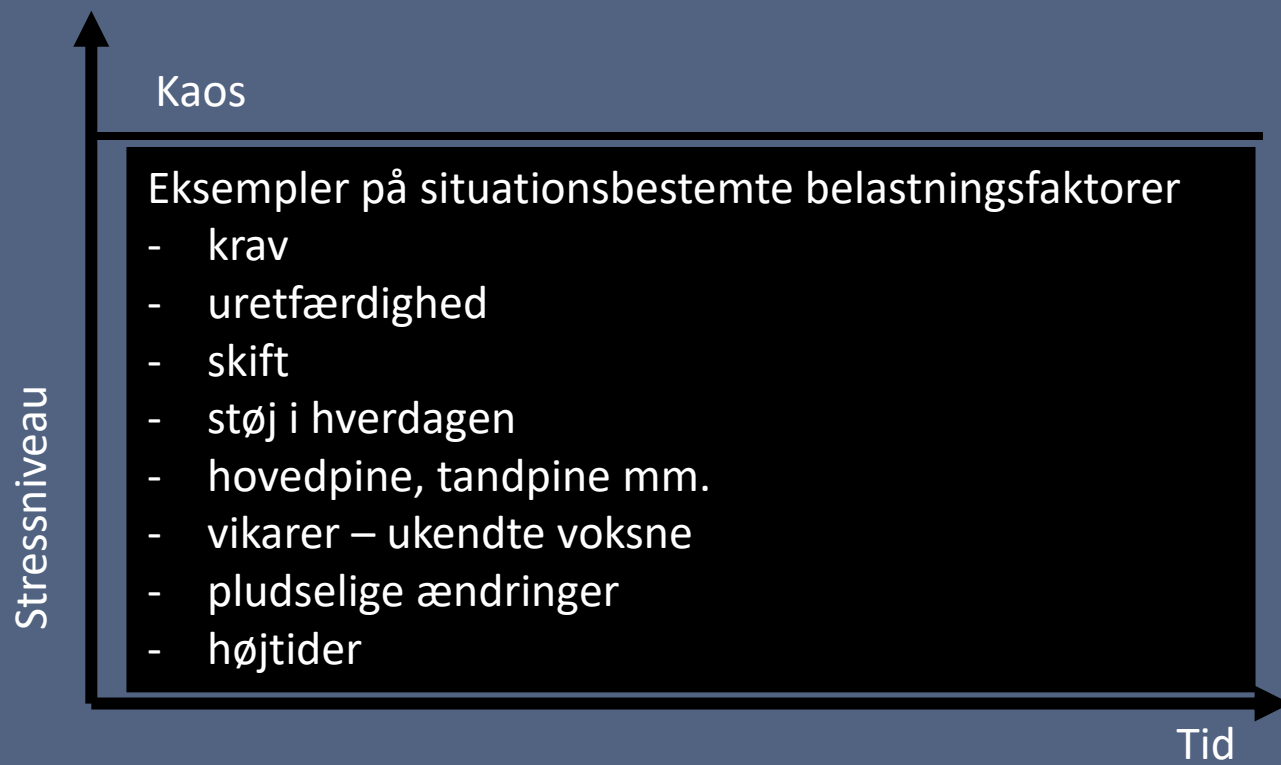 Kaos
Eksempler på situationsbestemte belastningsfaktorer
- krav
- uretfærdighed
- skift
- støj i hverdagen
- hovedpine, tandpine mm.
- vikarer – ukendte voksne
- pludselige ændringer
- højtider
Stressniveau
Tid